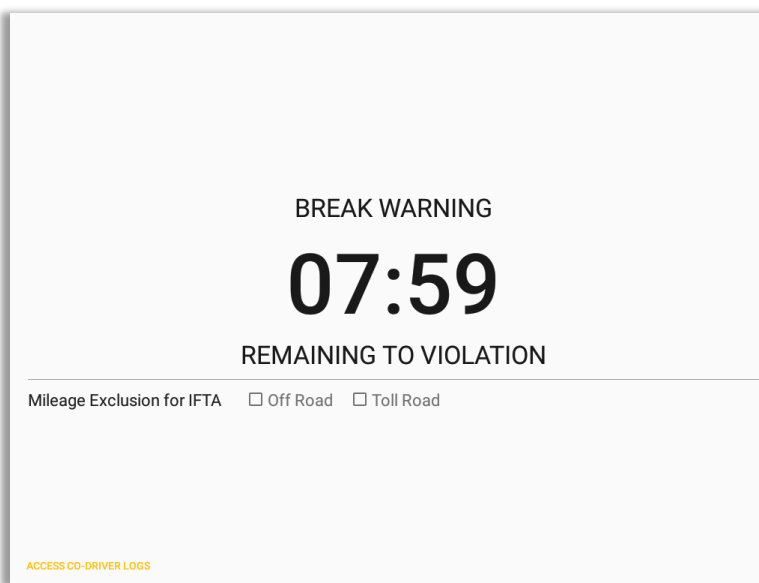 BREAK WARNING
07:59
REMAINING TO VIOLATION
Mileage Exclusion for IFTA Off Road Toll Road
ACCESS CO-DRIVER LOGS